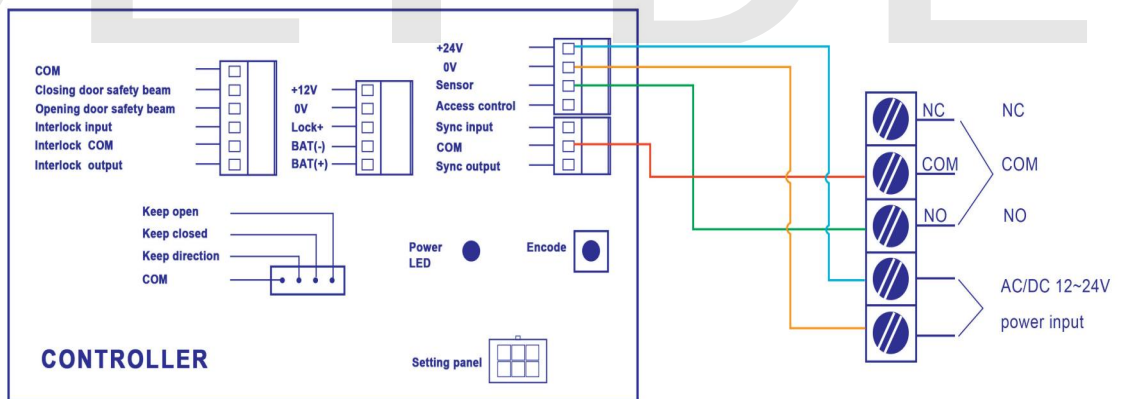 COM
Closing door safety beam
Opening door safety beam
Interlock input
Interlock COM
Interlock output
+12V
0V
Lock+
BAT(-)
BAT(+)
+24V
0V
Sensor
Access control
Sync input
COM
Sync output
Keep open
Keep closed
Keep direction
COM
Power
LED
Encode
CONTROLLER
Setting panel
NC
COM
NO
NC
COM
NO
AC/DC 12~24V
power input